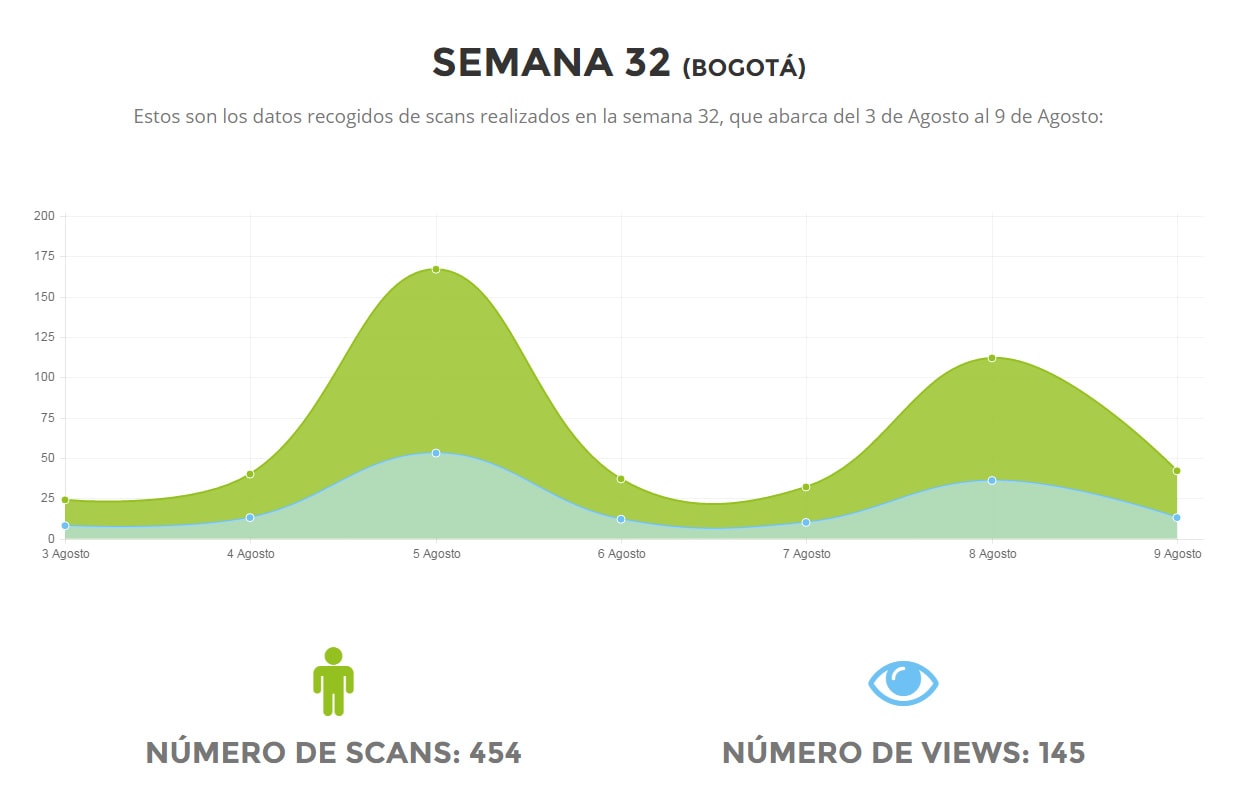 SEMANA 32 (BOGOTÁ)
Estos son los datos recogidos de scans realizados en la semana 32, que abarca del 3 de Agosto al 9 de Agosto:
200
175
150
125
100
75
50
25
0
3 Agosto 4 Agosto 5 Agosto 6 Agosto 7 Agosto 8 Agosto 9 Agosto
NÚMERO DE SCANS: 454 NÚMERO DE VIEWS: 145